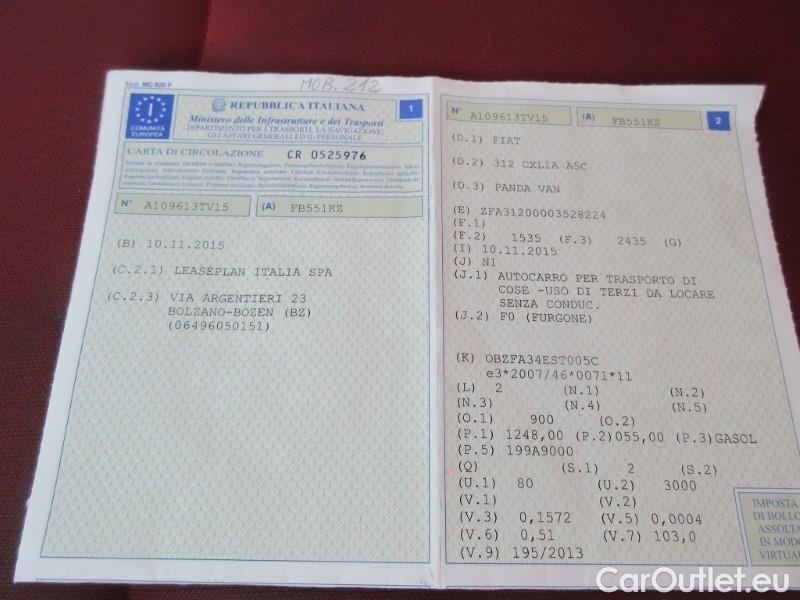 Mod. MC 820 F
MOB. 212
REPUBBLICA ITALIANA
1
I
COMUNITÀ
EUROPEA
Ministero delle Infrastrutture e dei Trasporti
DIPARTIMENTO PER I TRASPORTI, LA NAVIGAZIONE,
GLI AFFARI GENERALI ED IL PERSONALE
CARTA DI CIRCOLAZIONE CR 0525976
N° A109613TV15 (A) FB551KZ
(B) 10.11.2015
(C.2.1) LEASEPLAN ITALIA SPA
(C.2.3) VIA ARGENTIERI 23
BOLZANO-BOZEN (BZ)
(06496050151)
N° A109613TV15 (A) FB551KZ 2
(D.1) FIAT
(D.2) 312 CXL1A A5C
(D.3) PANDA VAN
(E) ZFA31200003528224
(F.1)
(F.2) 1535 (F.3) 2435 (G)
(I) 10.11.2015
(J) N1
(J.1) AUTOCARRO PER TRASPORTO DI
COSE -USO DI TERZI DA LOCARE
SENZA CONDUC.
(J.2) F0 (FURGONE)
(K) OBZFA34EST005C
e3*2007/46*0071*11
(L) 2 (N.1) (N.2)
(N.3) (N.4) (N.5)
(O.1) 900 (O.2)
(P.1) 1248,00 (P.2)055,00 (P.3)GASOL
(P.5) 199A9000
(Q) (S.1) 2 (S.2)
(U.1) 80 (U.2) 3000
(V.1) (V.2)
(V.3) 0,1572 (V.5) 0,0004
(V.6) 0,51 (V.7) 103,0
(V.9) 195/2013
IMPOSTA
DI BOLLO
ASSOLTA
IN MODO
VIRTUA
CarOutlet.eu